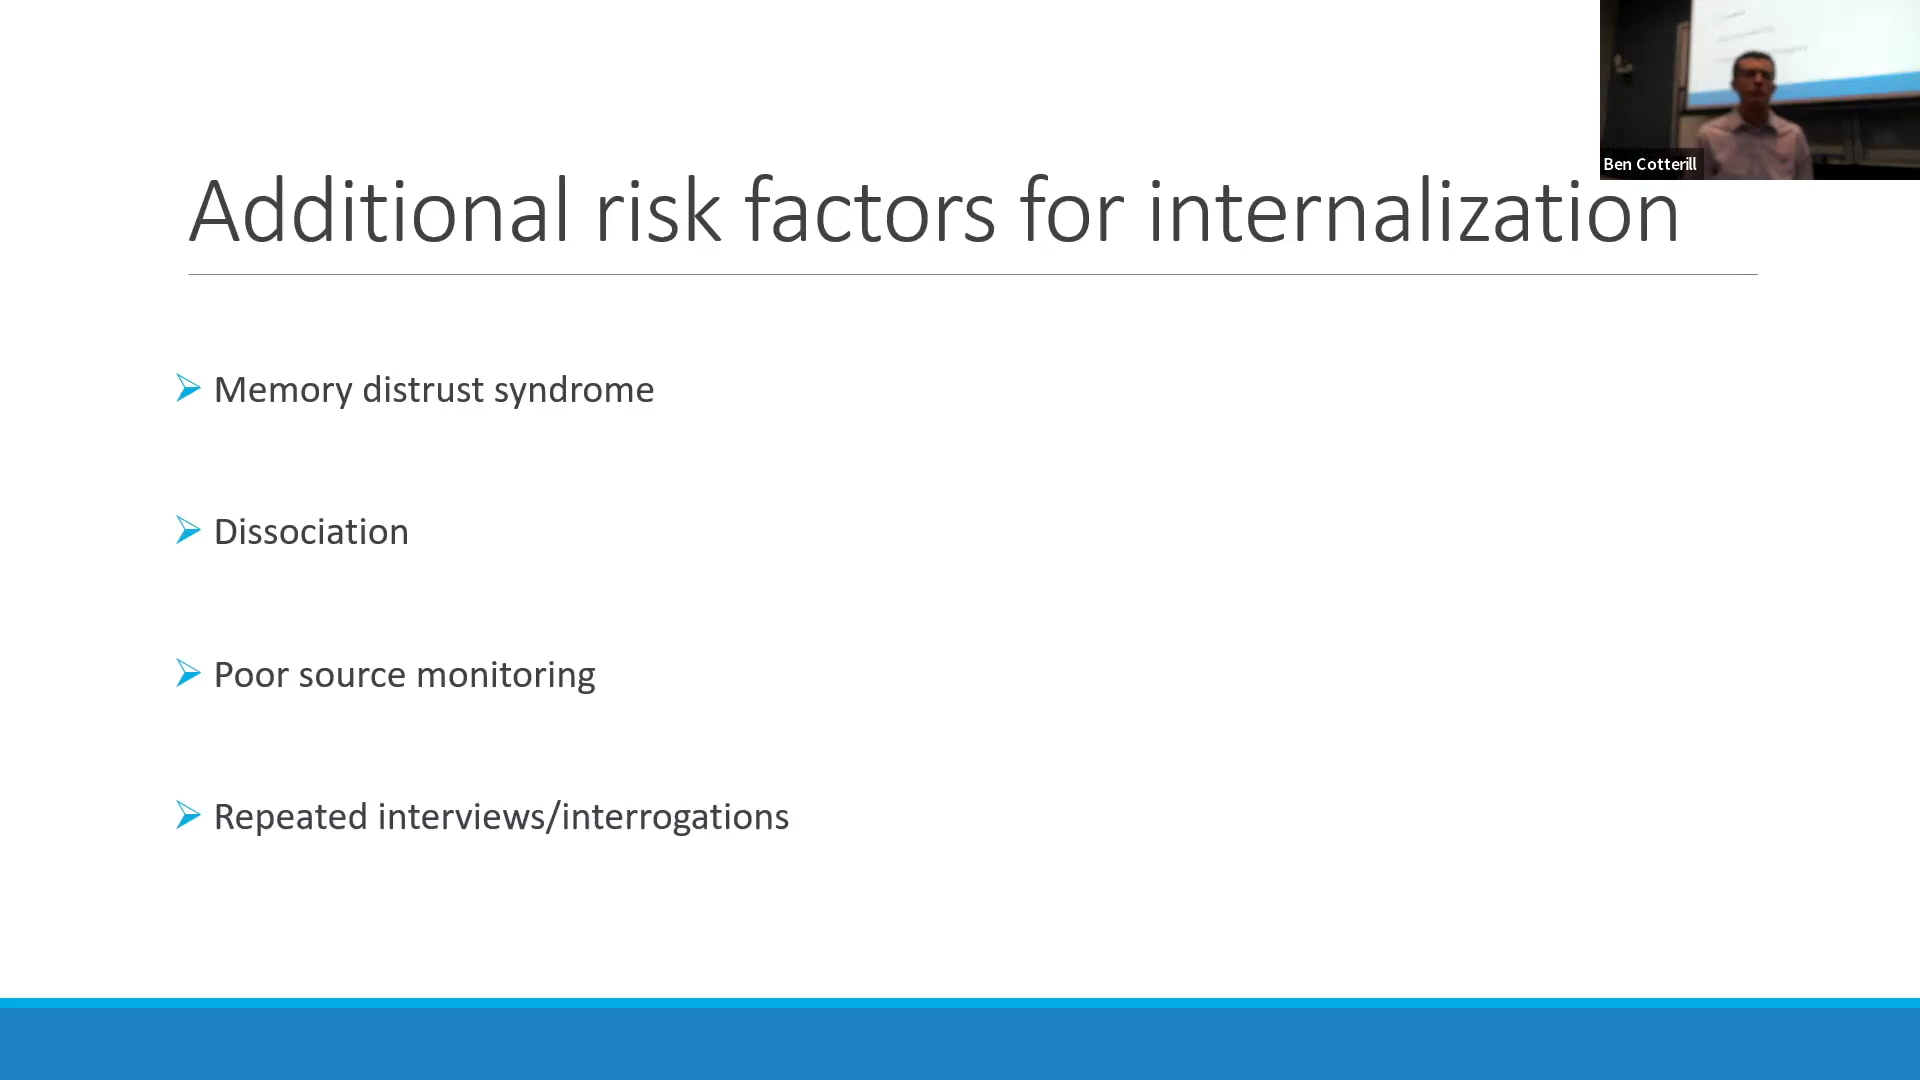 Ben Cotterill
Additional risk factors for internalization
Memory distrust syndrome
Dissociation
Poor source monitoring
Repeated interviews/interrogations